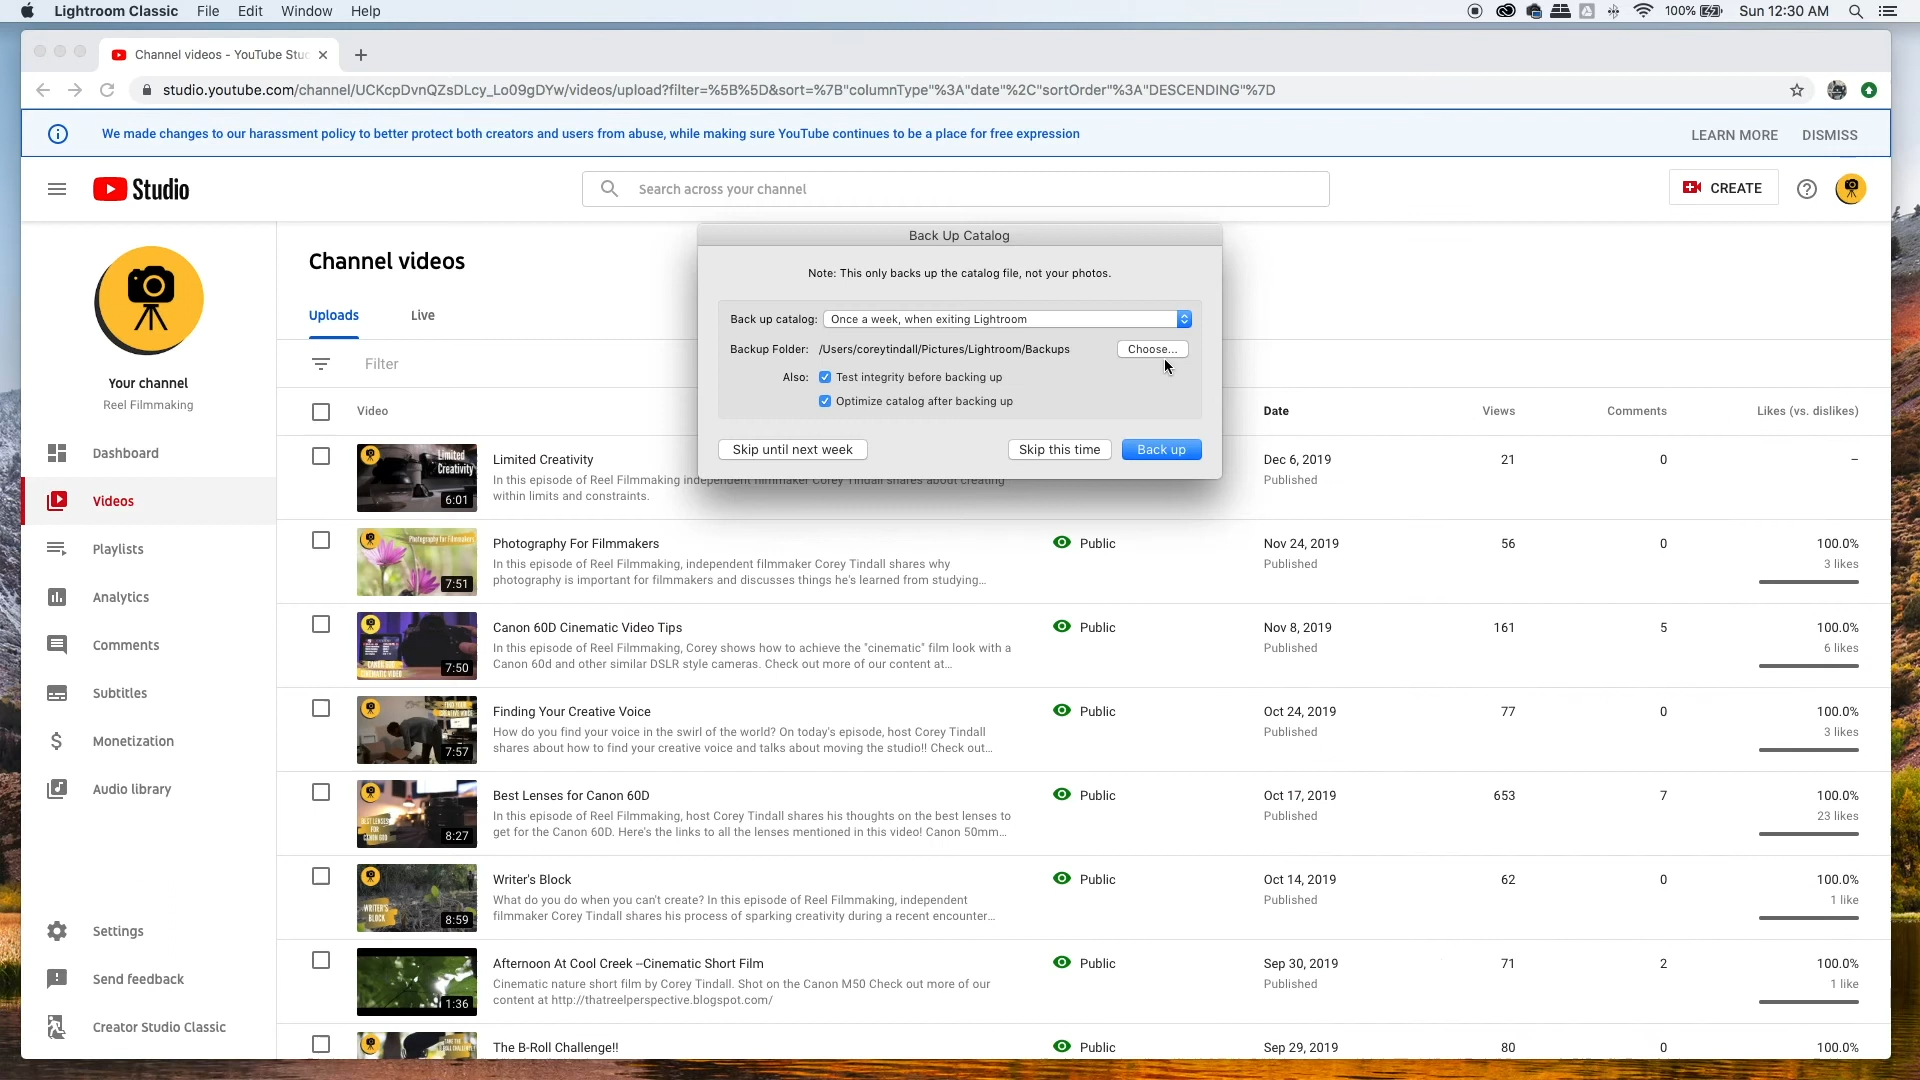 Lightroom Classic File Edit Window Help
100% Sun 12:30 AM
Channel videos - YouTube Stu
studio.youtube.com/channel/UCKcpDvnQZsDLcy_Lo09gDYw/videos/upload?filter=%5B%5D&sort=%7B"columnType"%3A"date"%2C"sortOrder"%3A"DESCENDING"%7D
We made changes to our harassment policy to better protect both creators and users from abuse, while making sure YouTube continues to be a place for free expression
LEARN MORE DISMISS
Studio
Search across your channel
CREATE
Back Up Catalog
Note: This only backs up the catalog file, not your photos.
Back up catalog: Once a week, when exiting Lightroom
Backup Folder: /Users/coreytindall/Pictures/Lightroom/Backups Choose...
Also: Test integrity before backing up
Optimize catalog after backing up
Skip until next week Skip this time Back up
Your channel
Reel Filmmaking
Dashboard
Videos
Playlists
Analytics
Comments
Subtitles
Monetization
Audio library
Settings
Send feedback
Creator Studio Classic
Channel videos
Uploads Live
Filter
Video Date Views Comments Likes (vs. dislikes)
Limited Creativity
6:01
Limited Creativity Dec 6, 2019 21 0 –
In this episode of Reel Filmmaking independent filmmaker Corey Tindall shares about creating Published
within limits and constraints.
Photography for Filmmakers
7:51
Photography For Filmmakers Public Nov 24, 2019 56 0 100.0%
In this episode of Reel Filmmaking, independent filmmaker Corey Tindall shares why Published 3 likes
photography is important for filmmakers and discusses things he's learned from studying...
7:50
Canon 60D Cinematic Video Tips Public Nov 8, 2019 161 5 100.0%
In this episode of Reel Filmmaking, Corey shows how to achieve the "cinematic" film look with a Published 6 likes
Canon 60d and other similar DSLR style cameras. Check out more of our content at...
FIND YOUR CREATIVE VOICE
7:57
Finding Your Creative Voice Public Oct 24, 2019 77 0 100.0%
How do you find your voice in the swirl of the world? On today's episode, host Corey Tindall Published 3 likes
shares about how to find your creative voice and talks about moving the studio!! Check out...
BEST LENSES FOR CANON 60D
8:27
Best Lenses for Canon 60D Public Oct 17, 2019 653 7 100.0%
In this episode of Reel Filmmaking, host Corey Tindall shares his thoughts on the best lenses to Published 23 likes
get for the Canon 60D. Here's the links to all the lenses mentioned in this video! Canon 50mm...
WRITER'S BLOCK
8:59
Writer's Block Public Oct 14, 2019 62 0 100.0%
What do you do when you can't create? In this episode of Reel Filmmaking, independent Published 1 like
filmmaker Corey Tindall shares his process of sparking creativity during a recent encounter...
1:36
Afternoon At Cool Creek --Cinematic Short Film Public Sep 30, 2019 71 2 100.0%
Cinematic nature short film by Corey Tindall. Shot on the Canon M50 Check out more of our Published 1 like
content at http://thatreelperspective.blogspot.com/
The B-Roll Challenge!! Public Sep 29, 2019 80 0 100.0%